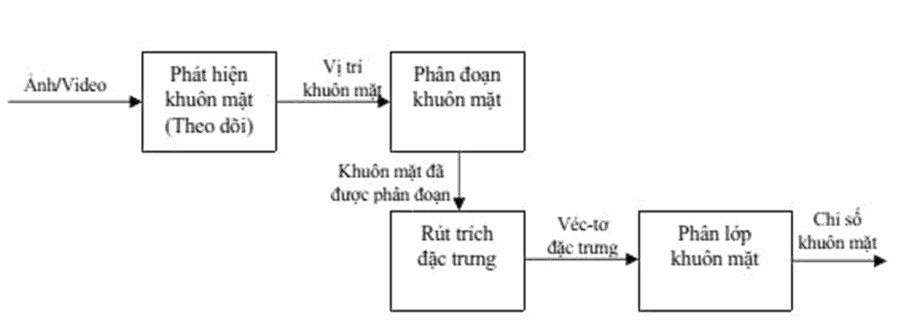 Ảnh/Video
Phát hiện
khuôn mặt
(Theo dõi)
Vị trí
khuôn mặt
Phân đoạn
khuôn mặt
Khuôn mặt đã
được phân đoạn
Rút trích
đặc trưng
Véc-tơ
đặc trưng
Phân lớp
khuôn mặt
Chỉ số
khuôn mặt